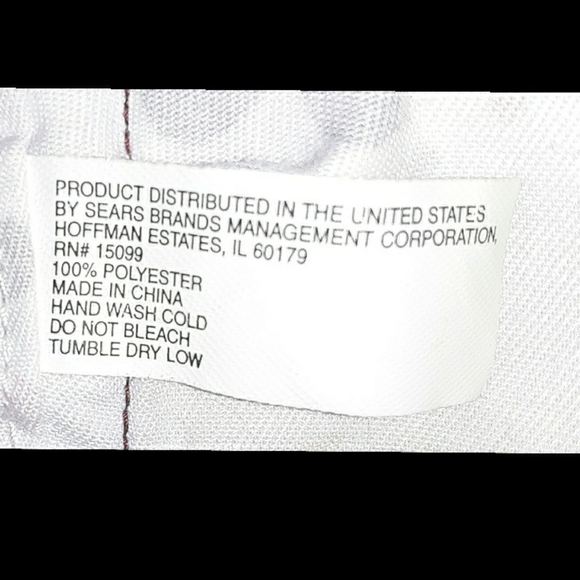 PRODUCT DISTRIBUTED IN THE UNITED STATES
BY SEARS BRANDS MANAGEMENT CORPORATION,
HOFFMAN ESTATES, IL 60179
RN# 15099
100% POLYESTER
MADE IN CHINA
HAND WASH COLD
DO NOT BLEACH
TUMBLE DRY LOW